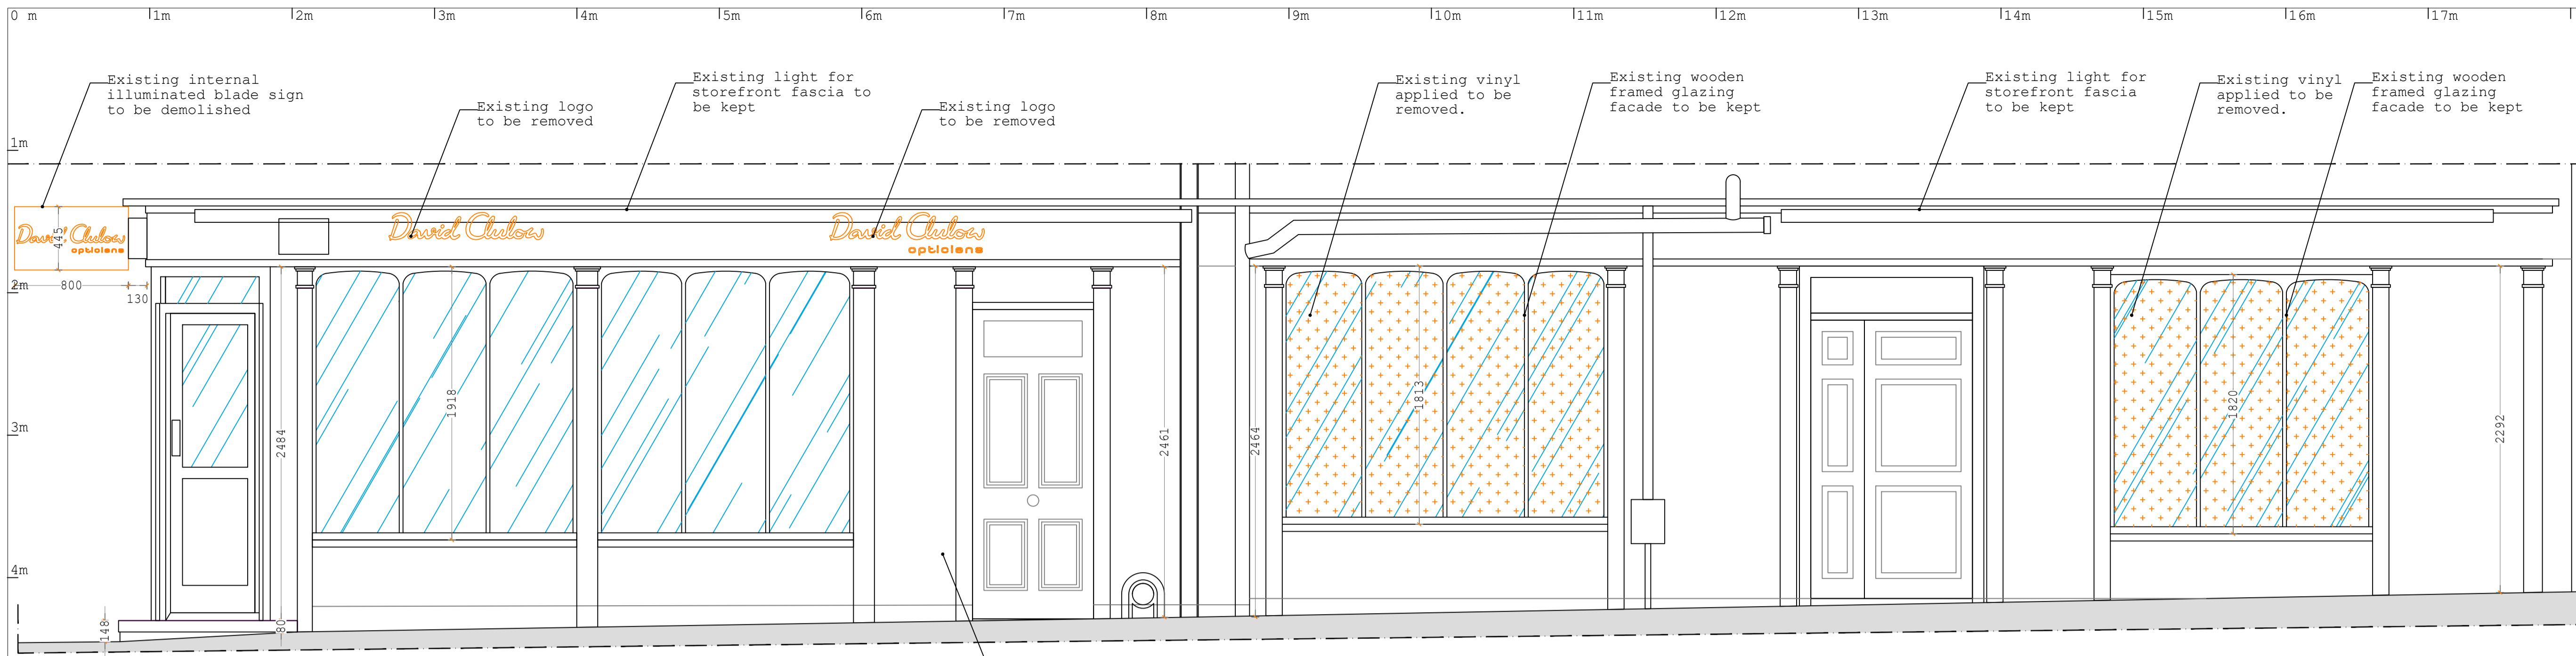 0 m
1m
2m
3m
4m
5m
6m
7m
8m
9m
10m
11m
12m
13m
14m
15m
16m
17m
Existing internal
illuminated blade sign
to be demolished
Existing logo
to be removed
Existing light for
storefront fascia to
be kept
Existing logo
to be removed
Existing vinyl
applied to be
removed.
Existing wooden
framed glazing
facade to be kept
Existing light for
storefront fascia
to be kept
Existing vinyl
applied to be
removed.
Existing wooden
framed glazing
facade to be kept
1m
2m
3m
4m
David Clulow
opticiens
445
800
130
David Clulow
David Clulow
opticiens
148
80
2484
1918
2461
2464
1813
1820
2292